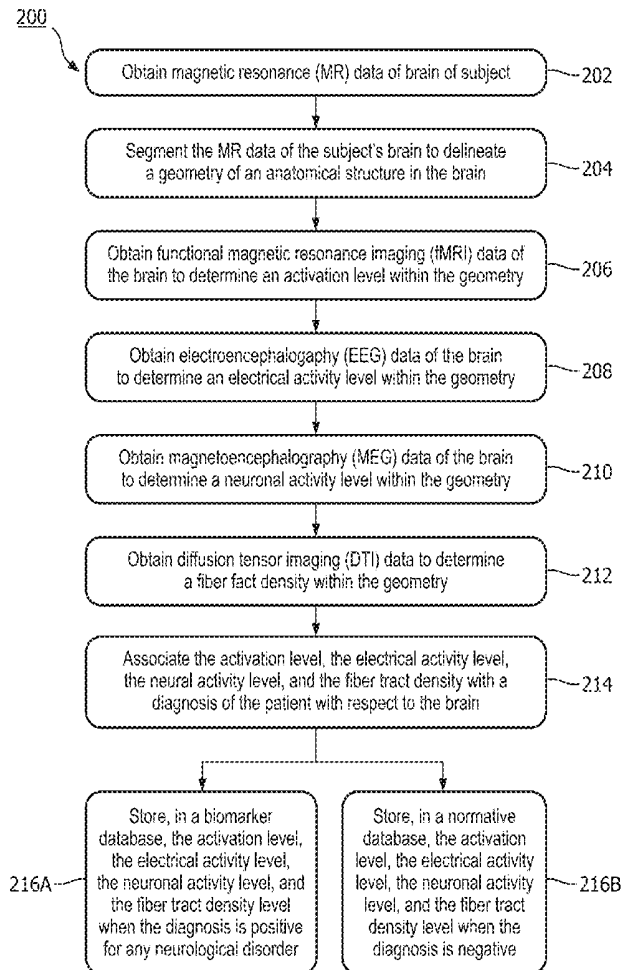 200
Obtain magnetic resonance (MR) data of brain of subject
202
Segment the MR data of the subject's brain to delineate
a geometry of an anatomical structure in the brain
204
Obtain functional magnetic resonance imaging (fMRI) data of
the brain to determine an activation level within the geometry
206
Obtain electroencephalogaphy (EEG) data of the brain
to determine an electrical activity level within the geometry
208
Obtain magnetoencephalography (MEG) data of the brain
to determine a neuronal activity level within the geometry
210
Obtain diffusion tensor imaging (DTI) data to determine
a fiber fact density within the geometry
212
Associate the activation level, the electrical activity level,
the neural activity level, and the fiber tract density with a
diagnosis of the patient with respect to the brain
214
Store, in a biomarker
database, the activation level,
the electrical activity level,
the neuronal activity level, and
the fiber tract density level
when the diagnosis is positive
for any neurological disorder
216A
Store, in a normative
database, the activation
level, the electrical activity
level, the neuronal activity
level, and the fiber tract
density level when the
diagnosis is negative
216B